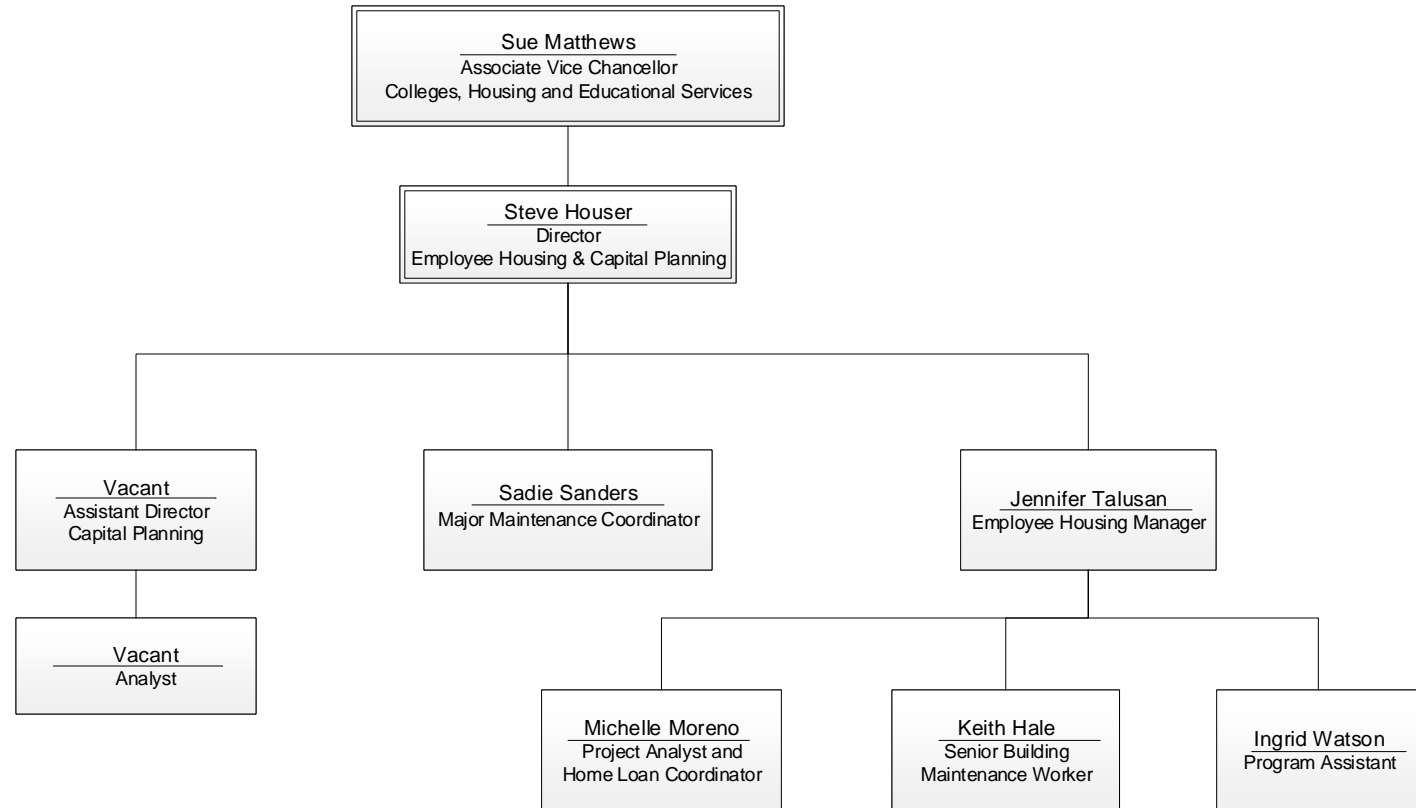 Sue Matthews
Associate Vice Chancellor
Colleges, Housing and Educational Services
Steve Houser
Director
Employee Housing & Capital Planning
Vacant
Assistant Director
Capital Planning
Sadie Sanders
Major Maintenance Coordinator
Jennifer Talusan
Employee Housing Manager
Vacant
Analyst
Michelle Moreno
Project Analyst and
Home Loan Coordinator
Keith Hale
Senior Building
Maintenance Worker
Ingrid Watson
Program Assistant